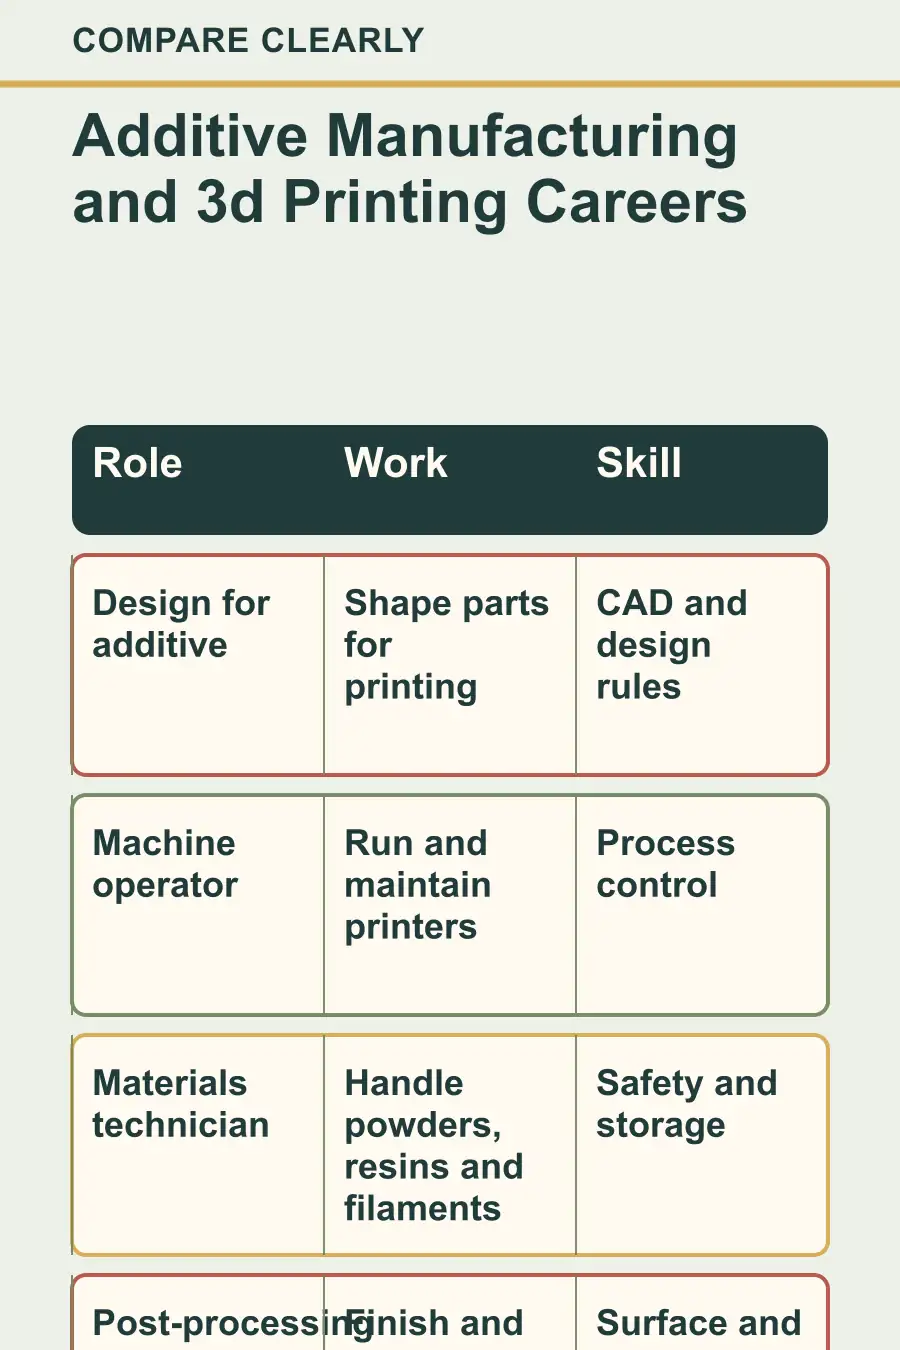 COMPARE CLEARLY
Additive Manufacturing
and 3d Printing Careers
Role Work Skill
Design for
additive
Shape parts
for
printing
CAD and
design
rules
Machine
operator
Run and
maintain
printers
Process
control
Materials
technician
Handle
powders,
resins and
filaments
Safety and
storage
Post-processing
Finish and
Surface and